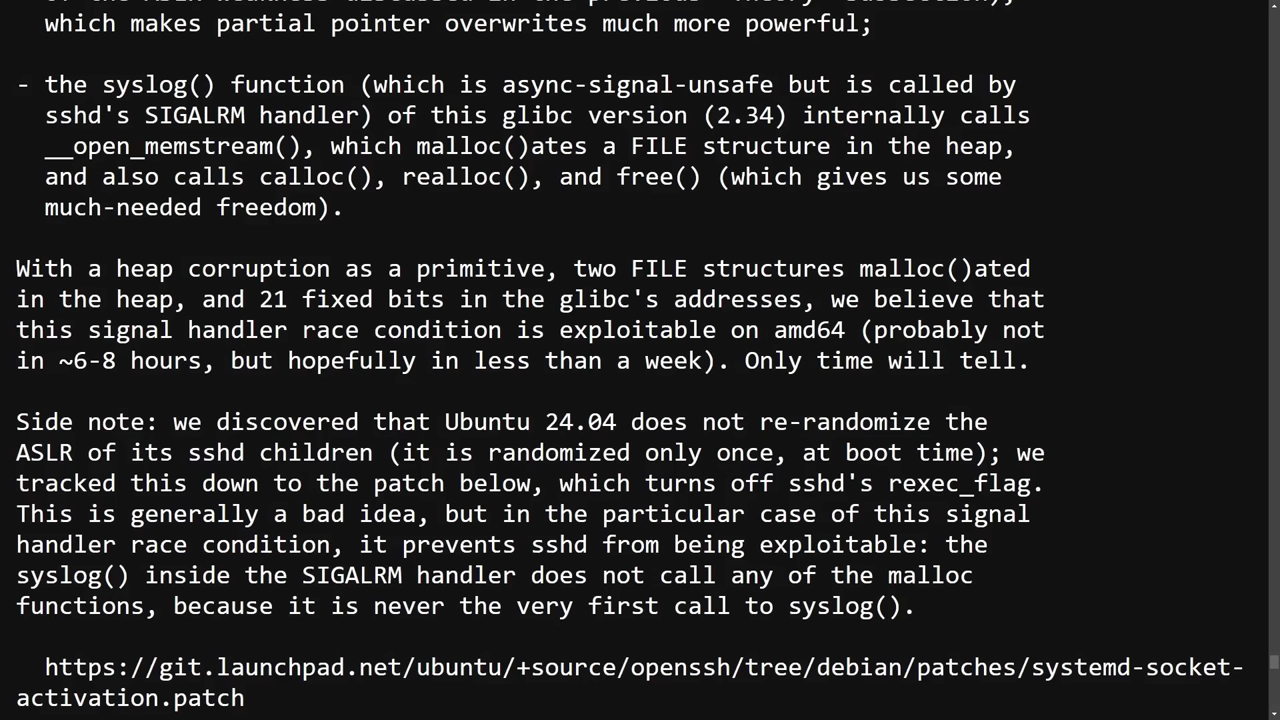 which makes partial pointer overwrites much more powerful;
- the syslog() function (which is async-signal-unsafe but is called by
sshd's SIGALRM handler) of this glibc version (2.34) internally calls
__open_memstream(), which malloc()ates a FILE structure in the heap,
and also calls calloc(), realloc(), and free() (which gives us some
much-needed freedom).
With a heap corruption as a primitive, two FILE structures malloc()ated
in the heap, and 21 fixed bits in the glibc's addresses, we believe that
this signal handler race condition is exploitable on amd64 (probably not
in ~6-8 hours, but hopefully in less than a week). Only time will tell.
Side note: we discovered that Ubuntu 24.04 does not re-randomize the
ASLR of its sshd children (it is randomized only once, at boot time); we
tracked this down to the patch below, which turns off sshd's rexec_flag.
This is generally a bad idea, but in the particular case of this signal
handler race condition, it prevents sshd from being exploitable: the
syslog() inside the SIGALRM handler does not call any of the malloc
functions, because it is never the very first call to syslog().
https://git.launchpad.net/ubuntu/+source/openssh/tree/debian/patches/systemd-socket-
activation.patch